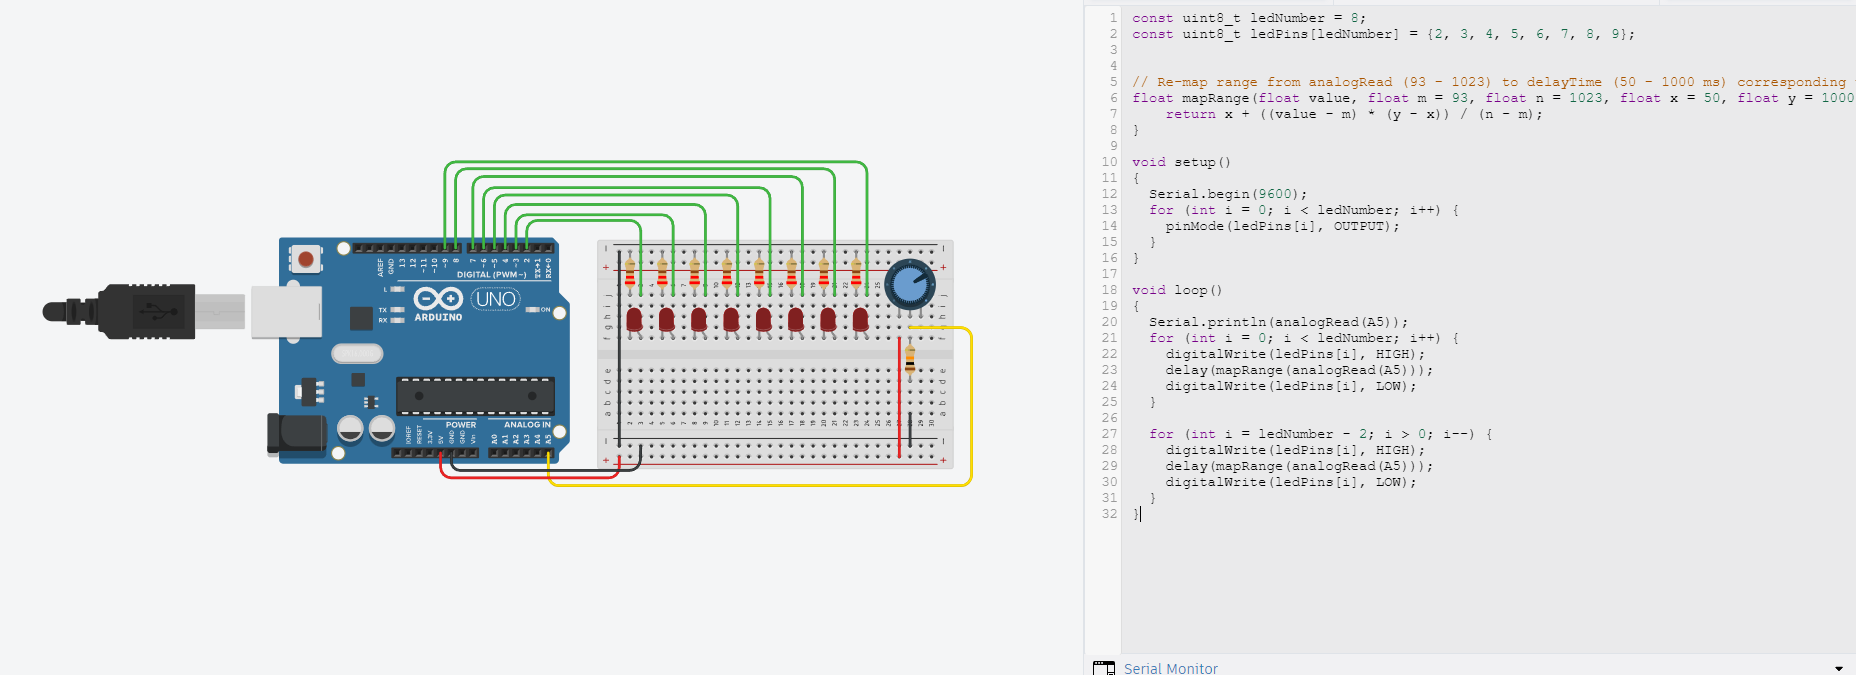 AREF
GND
13
12
~11
~10
~9
8
7
~6
~5
4
~3
2
TX→1
RX←0
DIGITAL (PWM~)
L
TX
RX
UNO
ARDUINO
ON
IOREF
RESET
3.3V
5V
GND
GND
Vin
POWER
ANALOG IN
A0
A1
A2
A3
A4
A5
1 const uint8_t ledNumber = 8;
2 const uint8_t ledPins[ledNumber] = {2, 3, 4, 5, 6, 7, 8, 9};
3
4
5 // Re-map range from analogRead (93 - 1023) to delayTime (50 - 1000 ms) corresponding
6 float mapRange(float value, float m = 93, float n = 1023, float x = 50, float y = 1000
7 return x + ((value - m) * (y - x)) / (n - m);
8 }
9
10 void setup()
11 {
12 Serial.begin(9600);
13 for (int i = 0; i < ledNumber; i++) {
14 pinMode(ledPins[i], OUTPUT);
15 }
16 }
17
18 void loop()
19 {
20 Serial.println(analogRead(A5));
21 for (int i = 0; i < ledNumber; i++) {
22 digitalWrite(ledPins[i], HIGH);
23 delay(mapRange(analogRead(A5)));
24 digitalWrite(ledPins[i], LOW);
25 }
26
27 for (int i = ledNumber - 2; i > 0; i--) {
28 digitalWrite(ledPins[i], HIGH);
29 delay(mapRange(analogRead(A5)));
30 digitalWrite(ledPins[i], LOW);
31 }
32 }
Serial Monitor